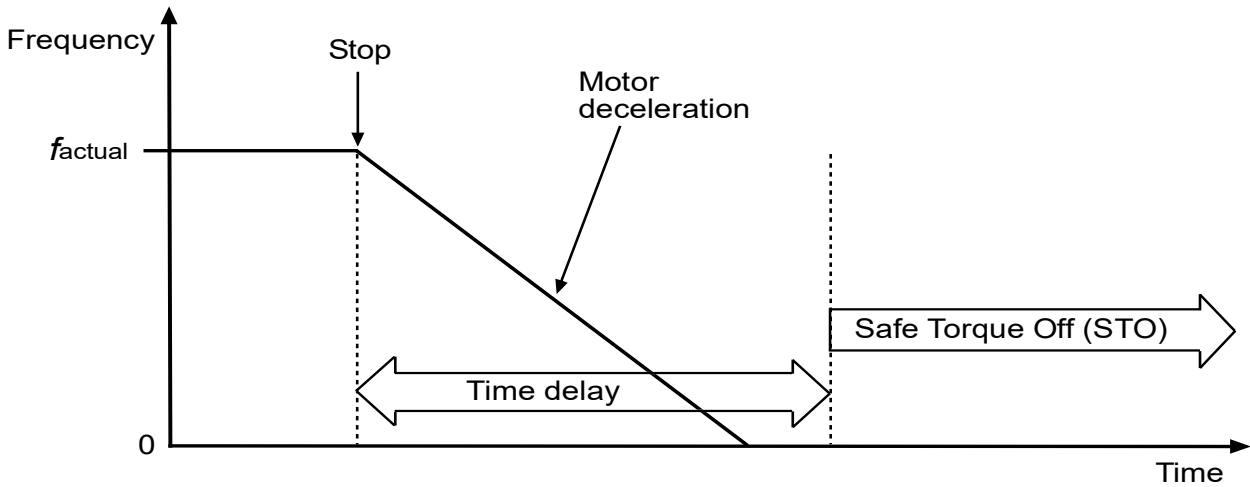 Frequency
Stop
Motor
deceleration
factual
Safe Torque Off (STO)
Time delay
0
Time